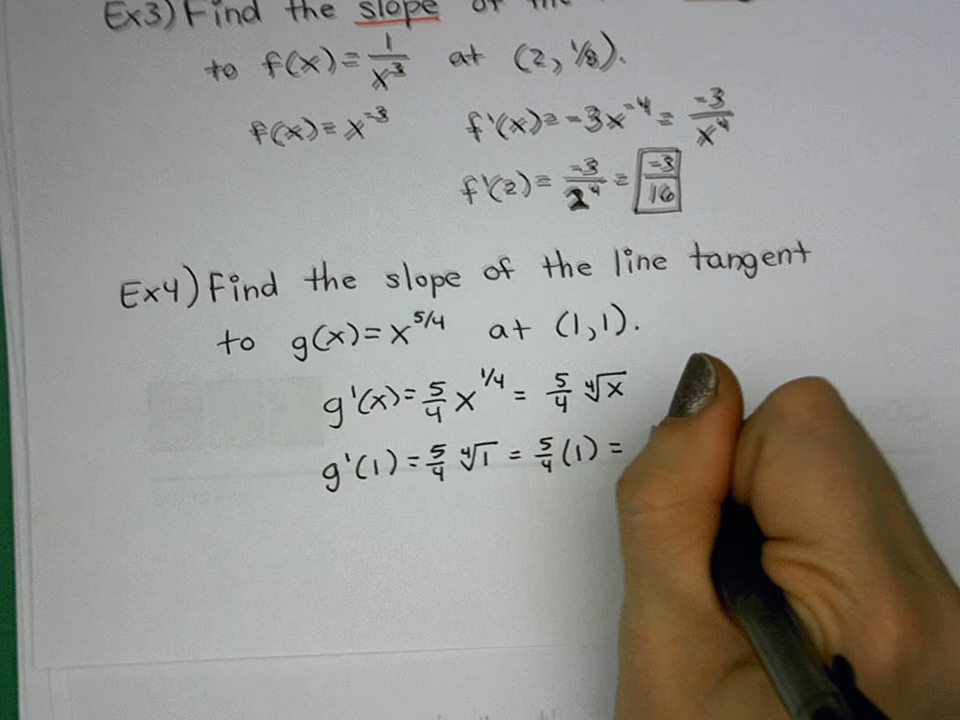 Ex3) Find the slope of the
to f(x) = 1/x³ at (2, 1/8).
f(x) = x⁻³ f'(x) = -3x⁻⁴ = -3/x⁴
f'(2) = -3/2⁴ = -3/16
Ex4) Find the slope of the line tangent
to g(x) = x^5/4 at (1,1).
g'(x) = 5/4 x^1/4 = 5/4 ∜x
g'(1) = 5/4 ∜1 = 5/4 (1) =